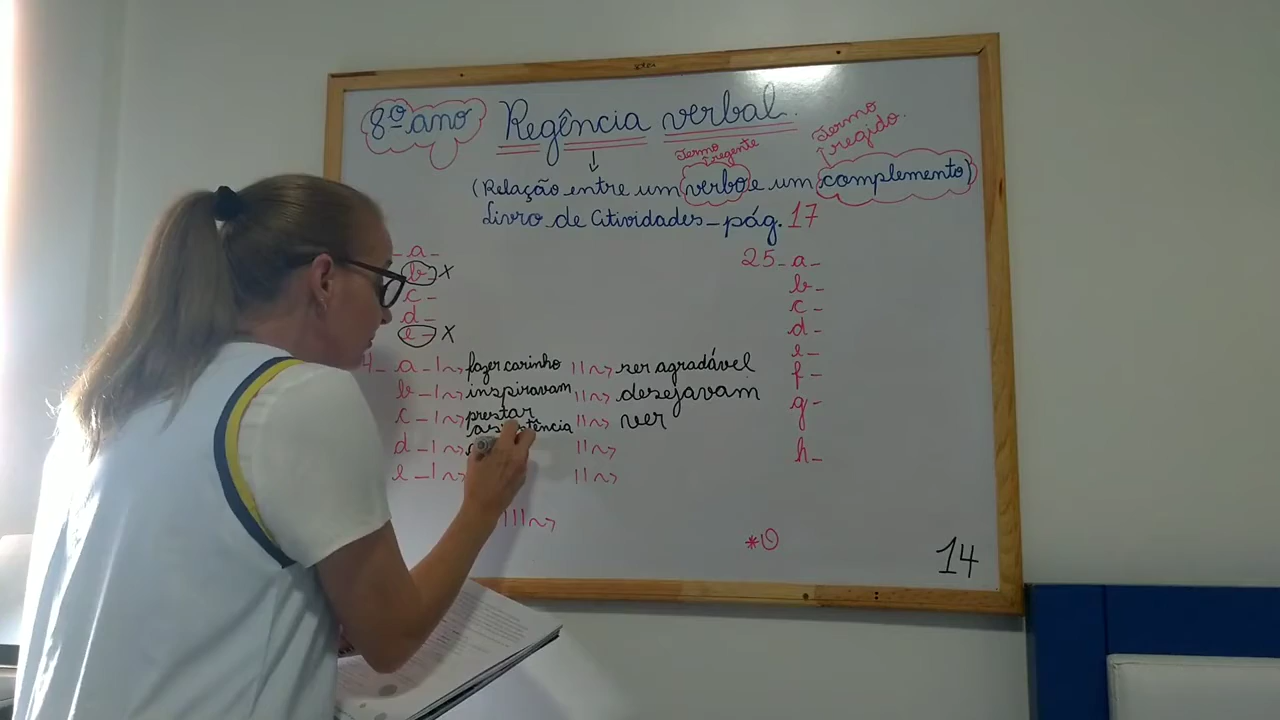 8º ano Regência verbal.
Termo regente
Termo regido.
(Relação entre um verbo e um complemento)
Livro de Atividades - pág. 17
- a -
b - X
c -
d -
e - X
4 - a - I ~> fazer carinho II ~> ser agradável
b - I ~> inspiravam II ~> desejavam
c - I ~> prestar assistência II ~> ver
d - I ~> II ~>
e - I ~> II ~>
III ~>
25 - a -
b -
c -
d -
e -
f -
g -
h -
*O
14